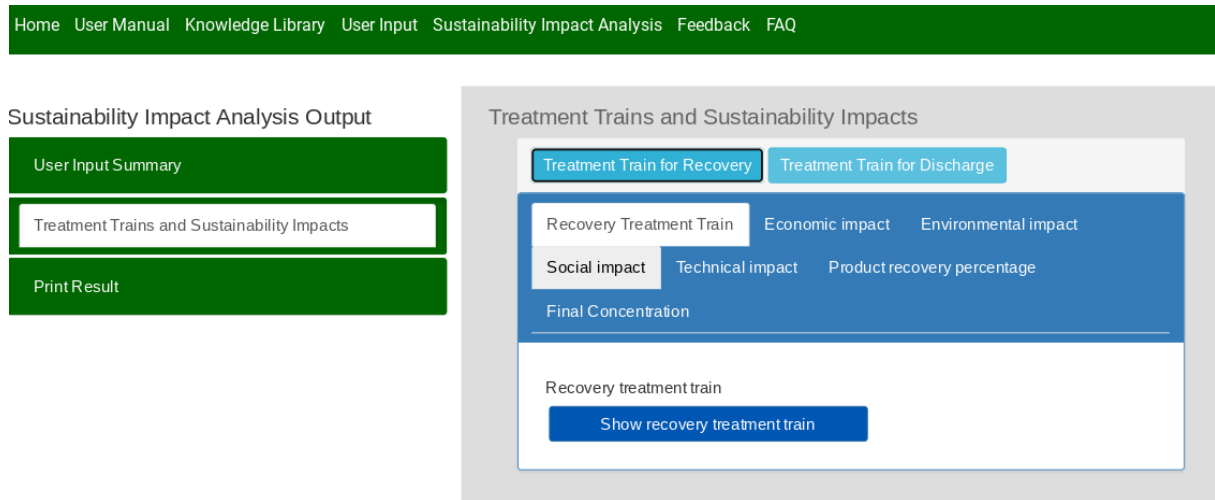 Home User Manual Knowledge Library User Input Sustainability Impact Analysis Feedback FAQ
Sustainability Impact Analysis Output
User Input Summary
Treatment Trains and Sustainability Impacts
Print Result
Treatment Trains and Sustainability Impacts
Treatment Train for Recovery Treatment Train for Discharge
Recovery Treatment Train Economic impact Environmental impact
Social impact Technical impact Product recovery percentage
Final Concentration
Recovery treatment train
Show recovery treatment train